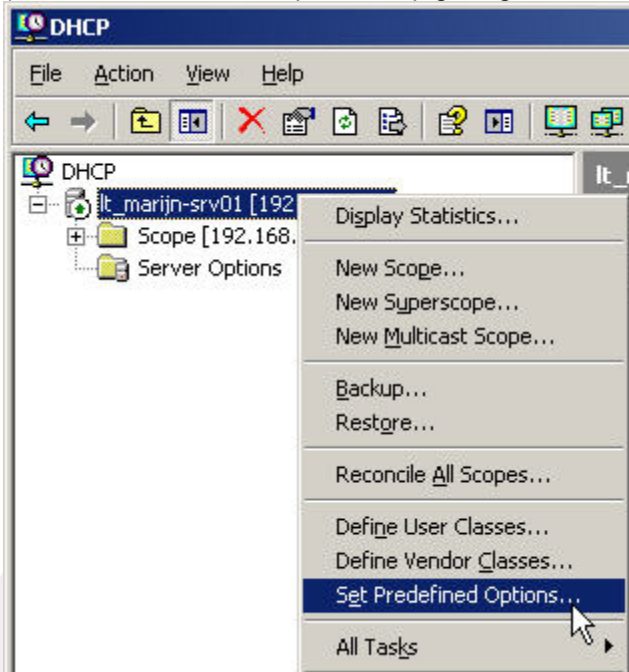 DHCP
File Action View Help
DHCP
lt_marijn-srv01 [192
Scope [192.168.
Server Options
Display Statistics...
New Scope...
New Superscope...
New Multicast Scope...
Backup...
Restore...
Reconcile All Scopes...
Define User Classes...
Define Vendor Classes...
Set Predefined Options...
All Tasks